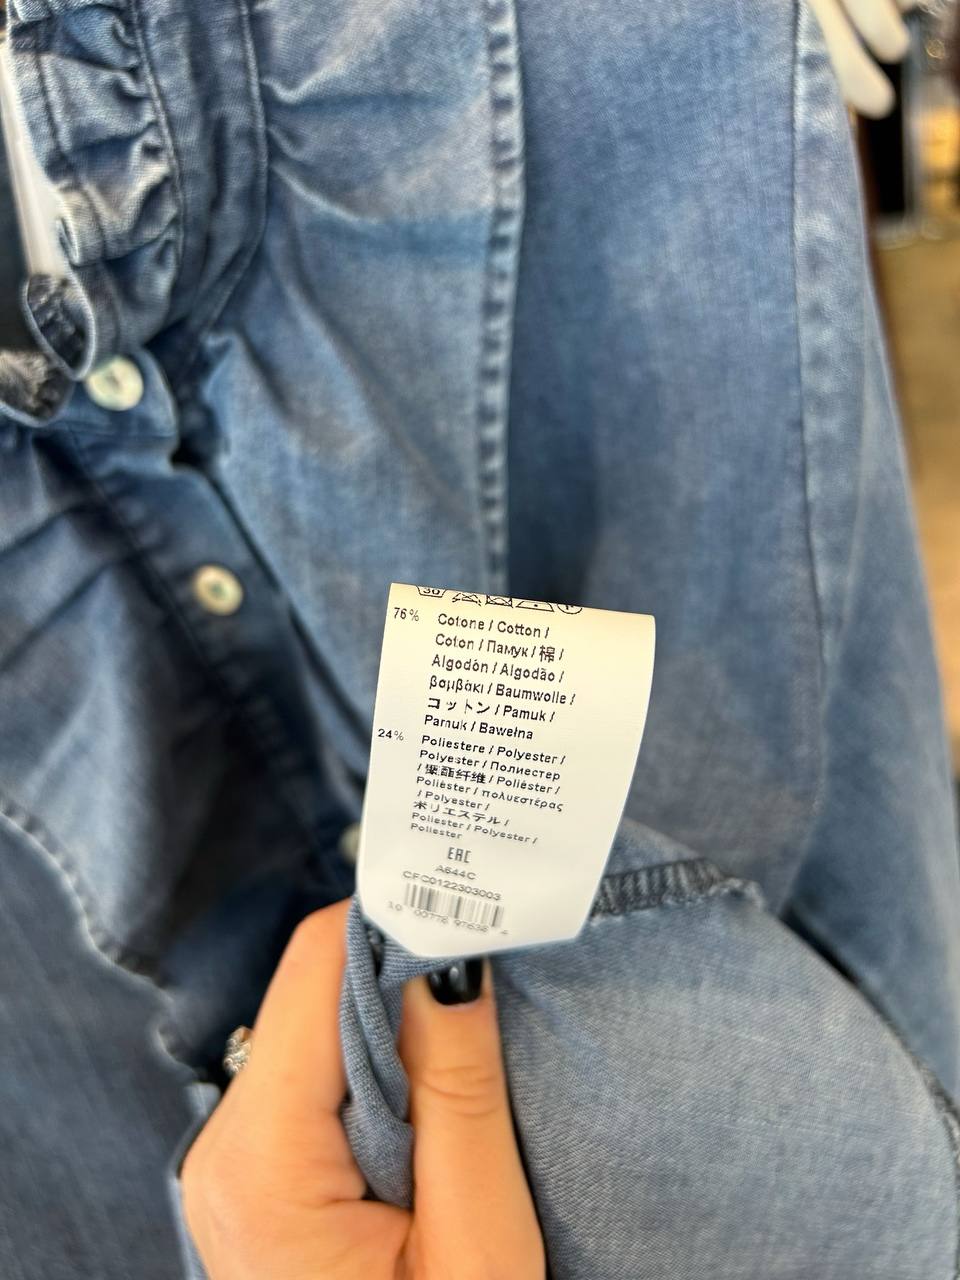 30
76% Cotone / Cotton /
Coton / Памук / 棉 /
Algodón / Algodão /
βαμβάκι / Baumwolle /
コットン / Pamuk /
Pamuk / Bawełna
24% Poliestere / Polyester /
Polyester / Полиестер
/ 聚酯纤维 / Poliéster /
Poliéster / πολυεστέρας
/ Polyester /
ポリエステル /
Poliester / Polyester /
Poliester
EAC
A644C
CFC0122303003